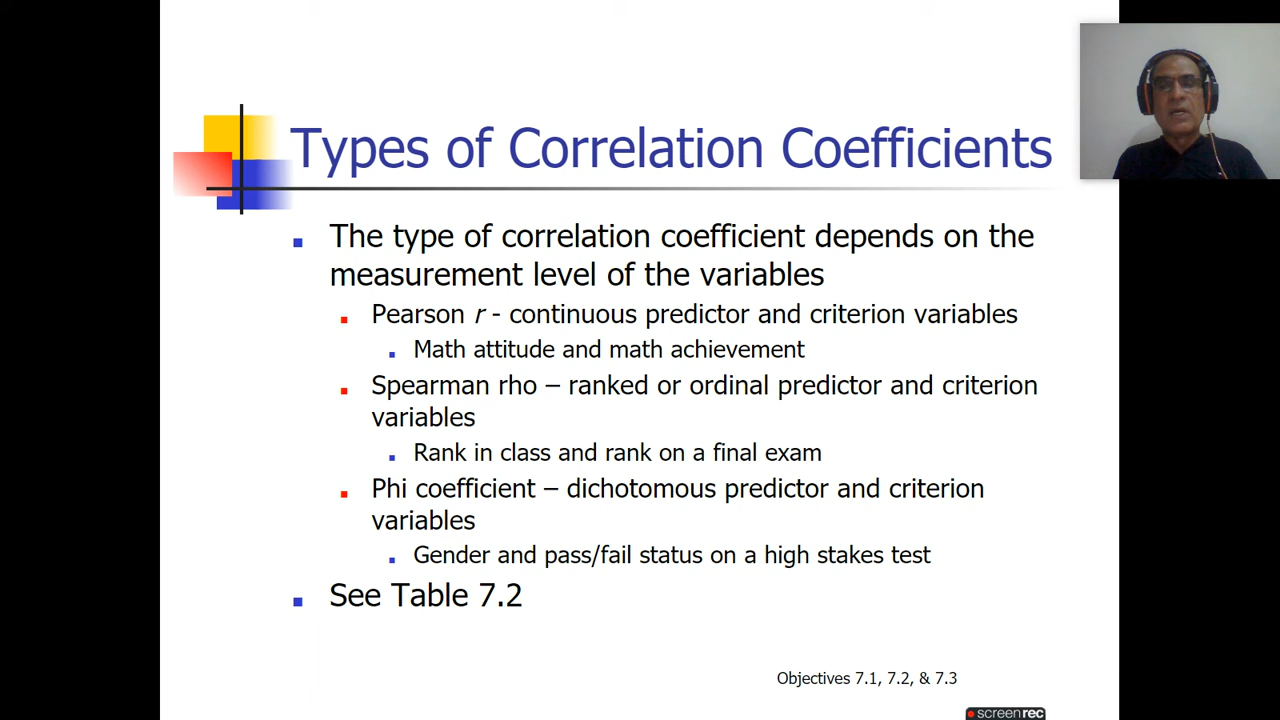 Types of Correlation Coefficients
The type of correlation coefficient depends on the
measurement level of the variables
Pearson r - continuous predictor and criterion variables
Math attitude and math achievement
Spearman rho – ranked or ordinal predictor and criterion
variables
Rank in class and rank on a final exam
Phi coefficient – dichotomous predictor and criterion
variables
Gender and pass/fail status on a high stakes test
See Table 7.2
Objectives 7.1, 7.2, & 7.3
screenrec